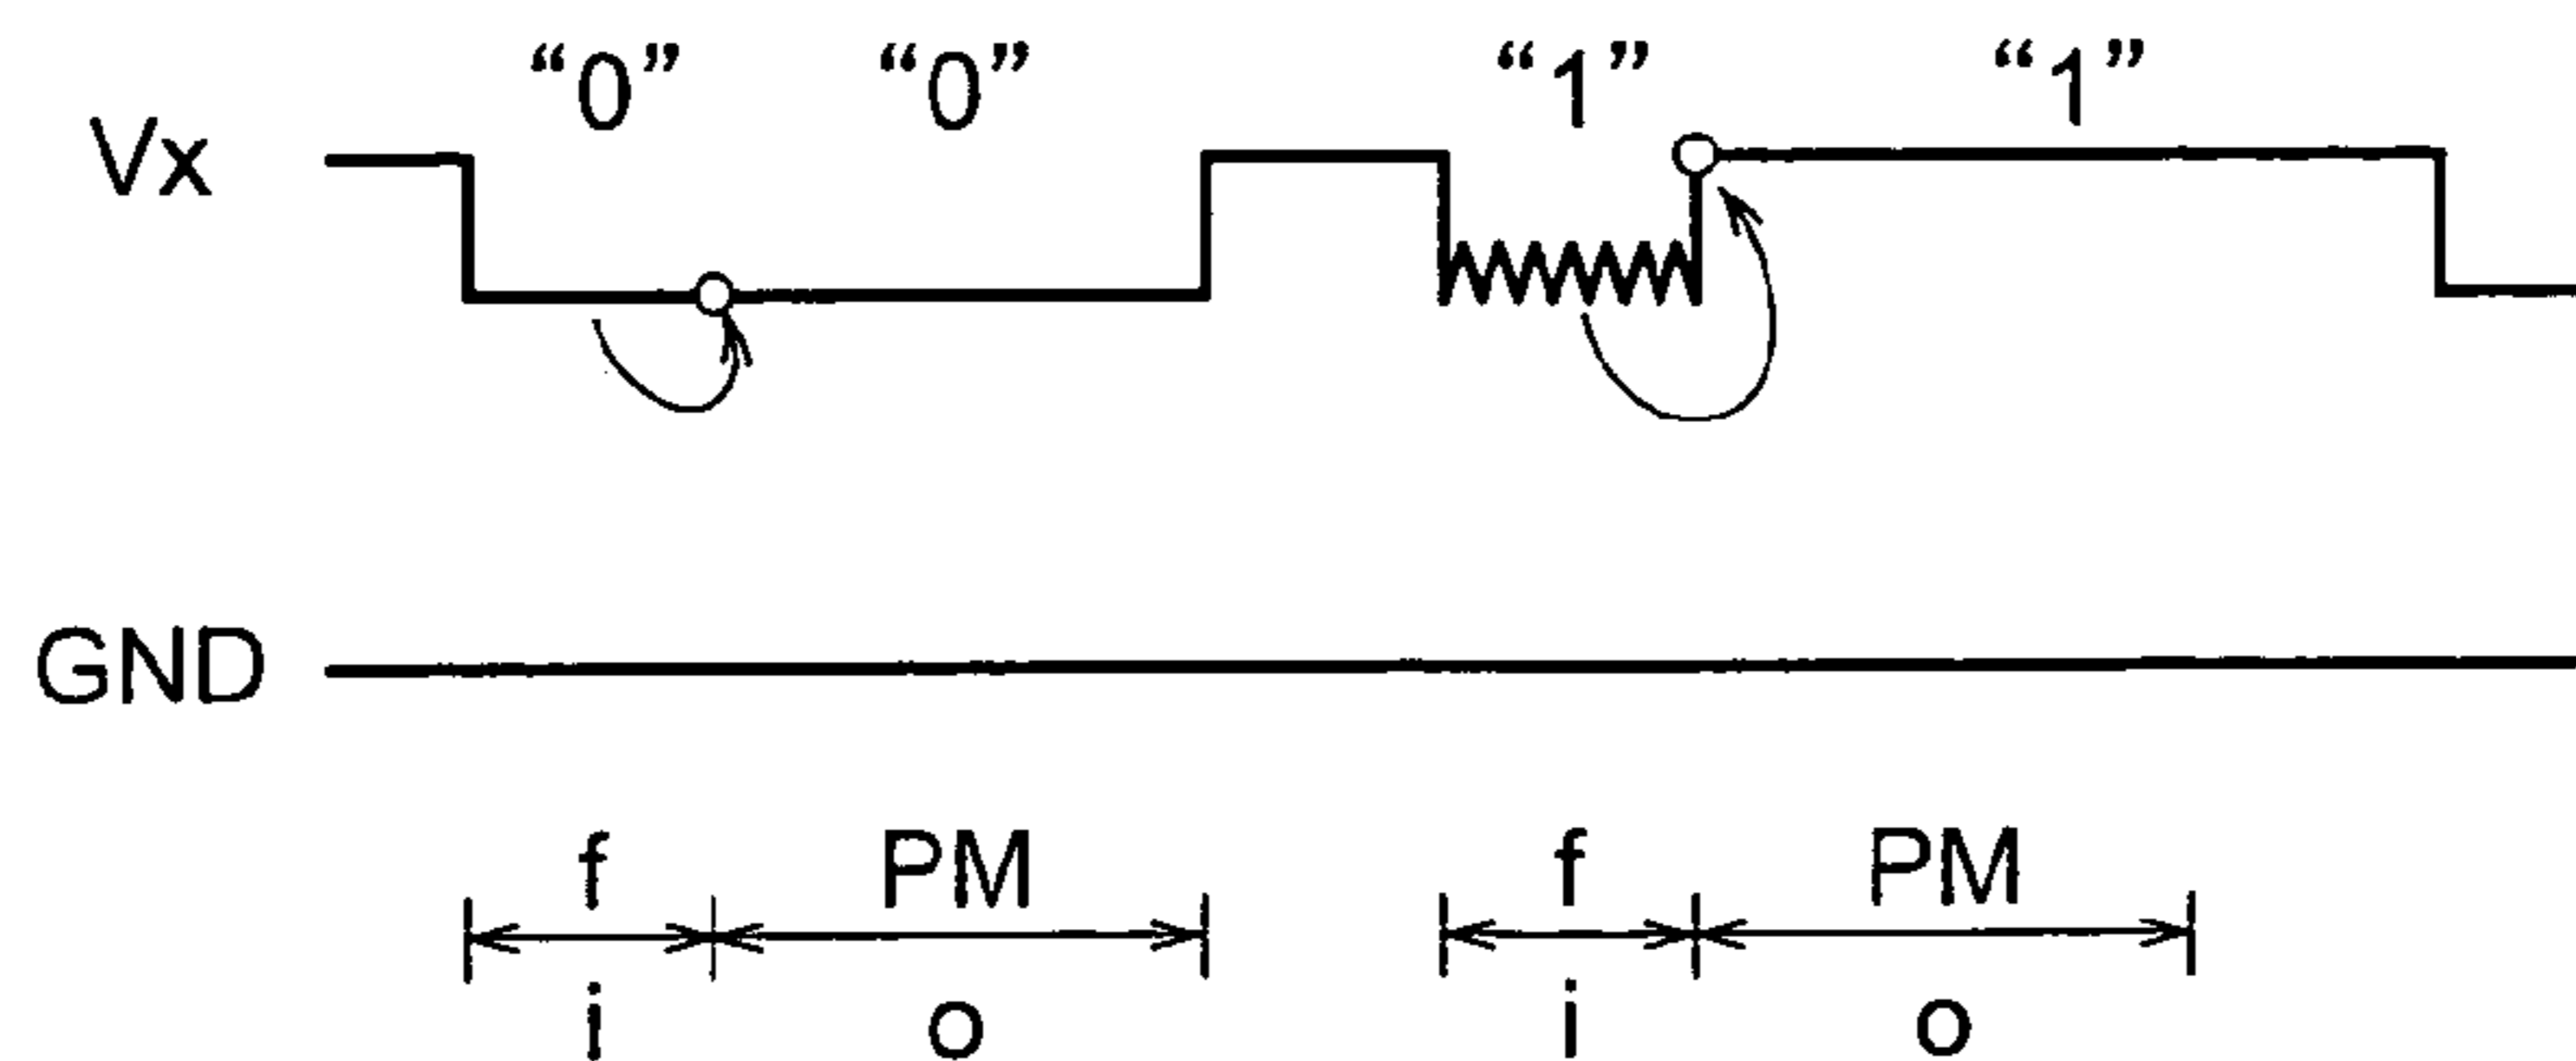 “0” “0” “1” “1”
Vx
GND
f PM f PM
i o i o